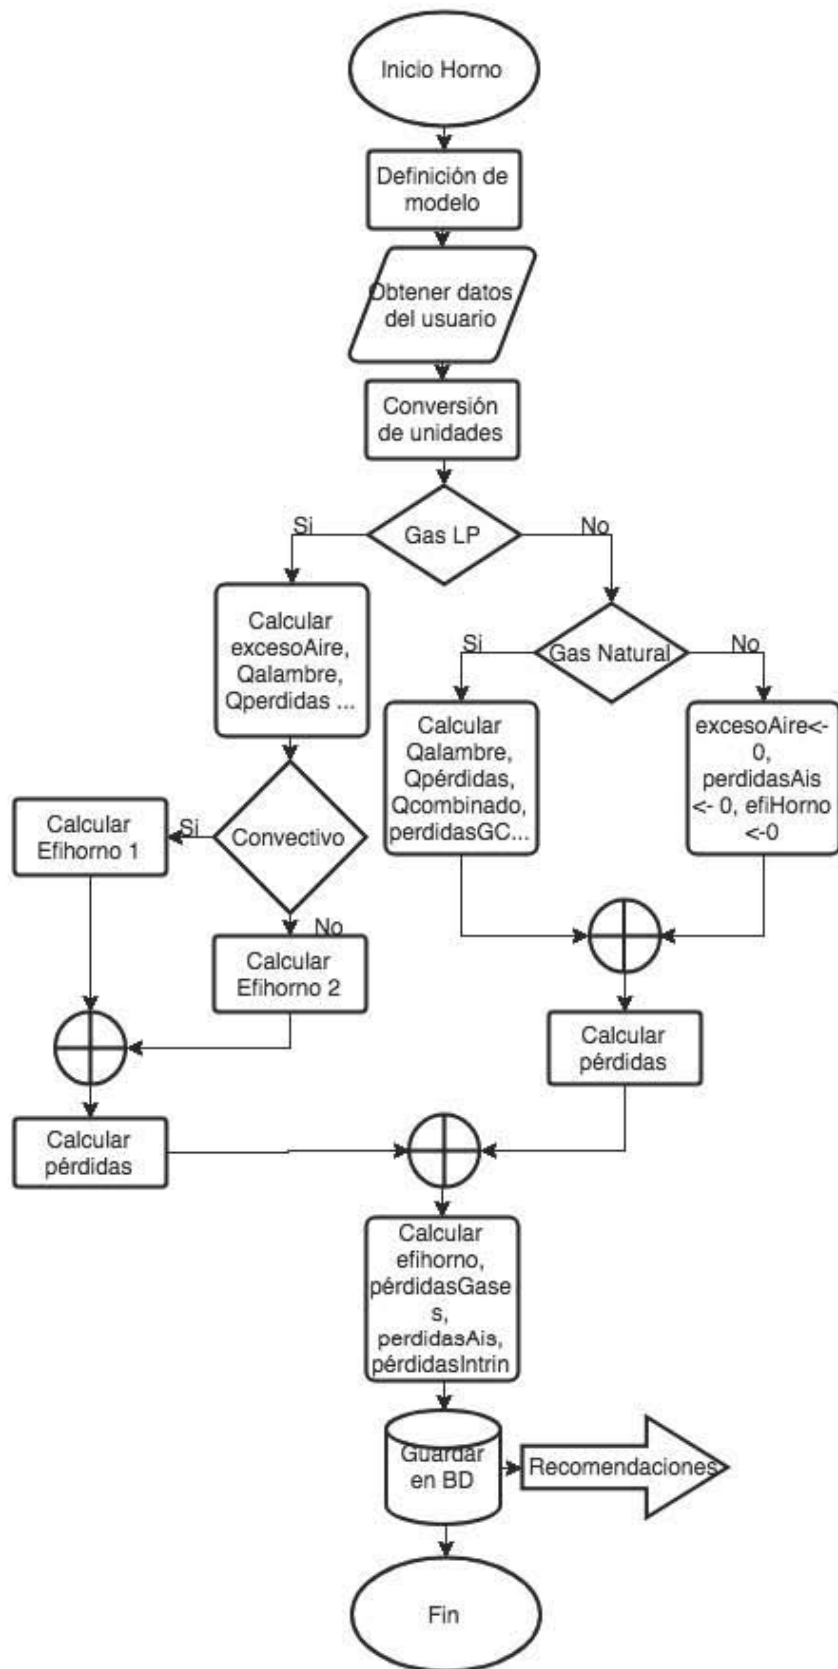 Inicio Horno
Definición de
modelo
Obtener datos
del usuario
Conversión
de unidades
Si
Gas LP
No
Calcular
excesoAire,
Qalambre,
Qperdidas ...
Si
Gas Natural
No
Calcular
Qalambre,
Qpérdidas,
Qcombinado,
perdidasGC...
excesoAire<-
0,
perdidasAis
<- 0, efiHorno
<-0
Calcular
Efihorno 1
Si
Convectivo
No
Calcular
Efihorno 2
Calcular
pérdidas
Calcular
pérdidas
Calcular
efihorno,
pérdidasGase
s,
perdidasAis,
pérdidasIntrin
Guardar
en BD
Recomendaciones
Fin